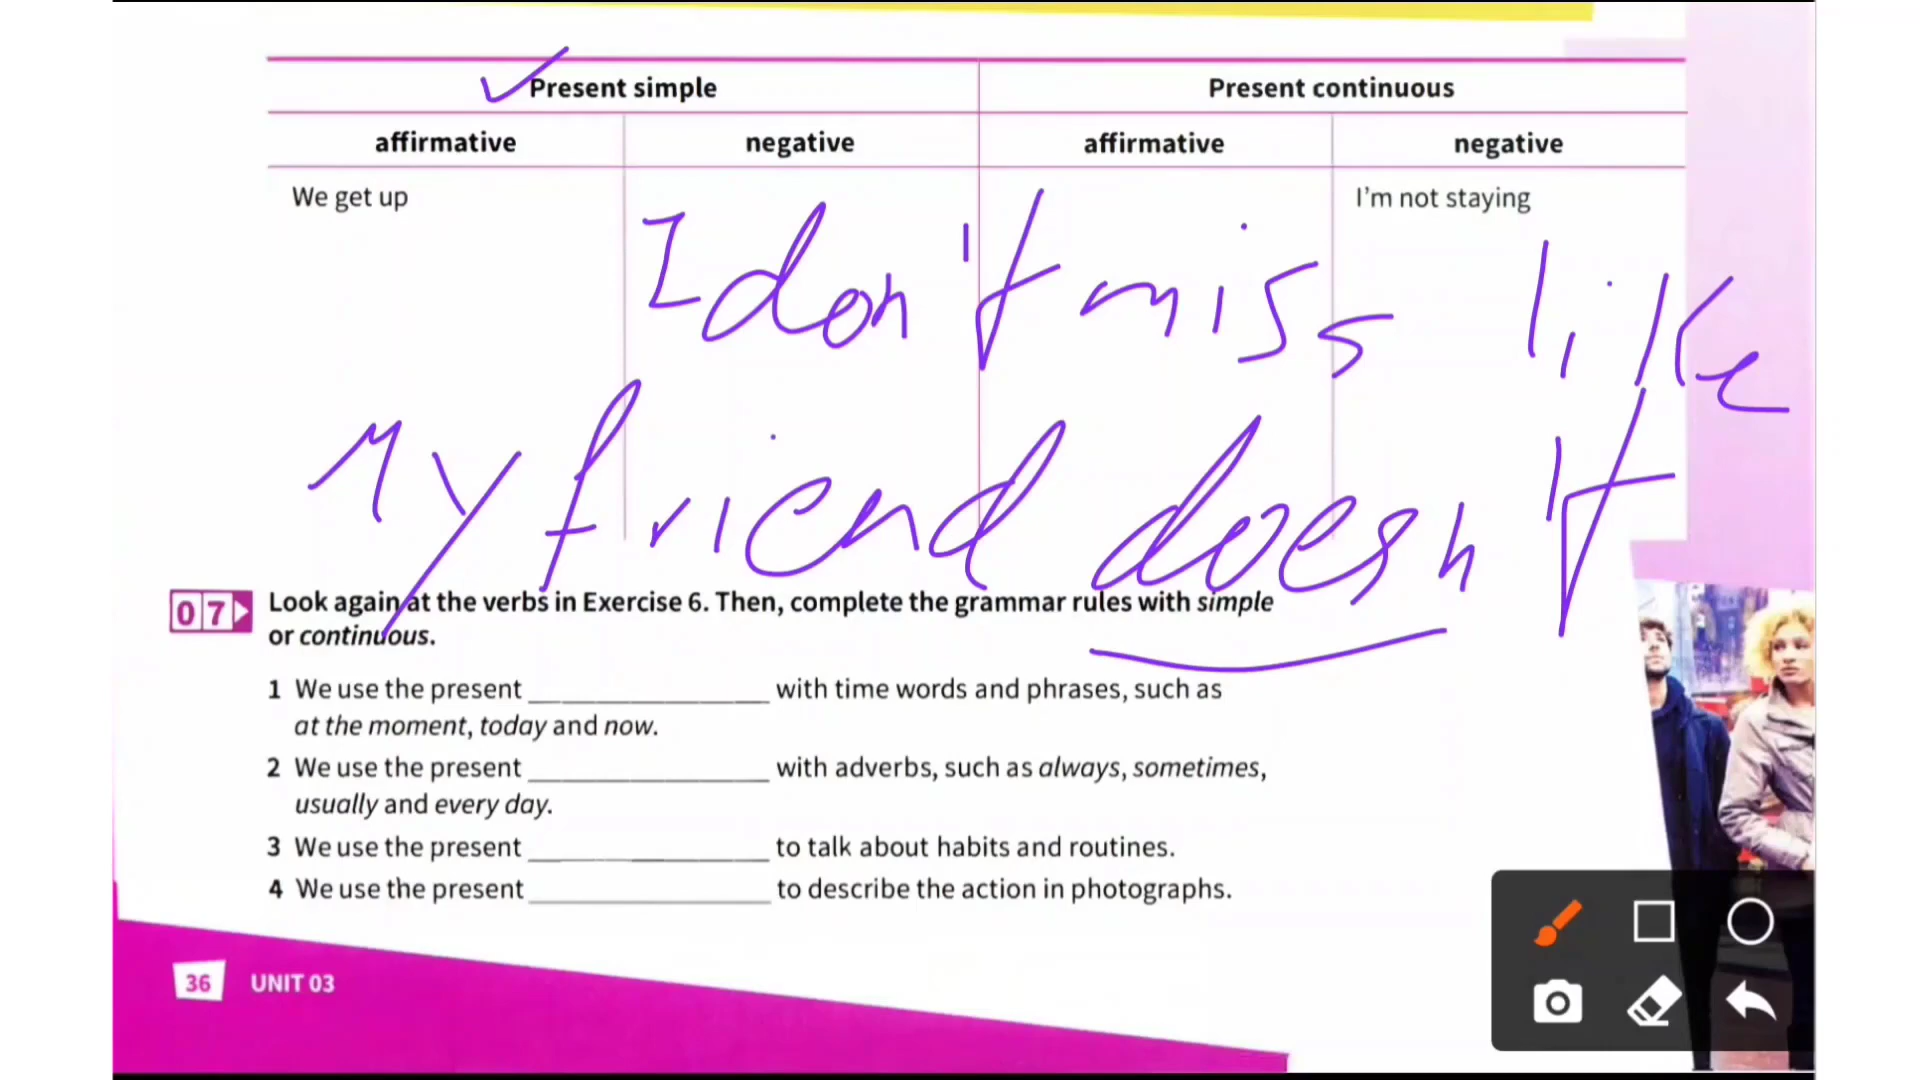 Present simple Present continuous
affirmative negative affirmative negative
We get up I'm not staying
I don't miss like
My friend doesn't
07 Look again at the verbs in Exercise 6. Then, complete the grammar rules with simple
or continuous.
1 We use the present ________________ with time words and phrases, such as
at the moment, today and now.
2 We use the present ________________ with adverbs, such as always, sometimes,
usually and every day.
3 We use the present ________________ to talk about habits and routines.
4 We use the present ________________ to describe the action in photographs.
36 UNIT 03